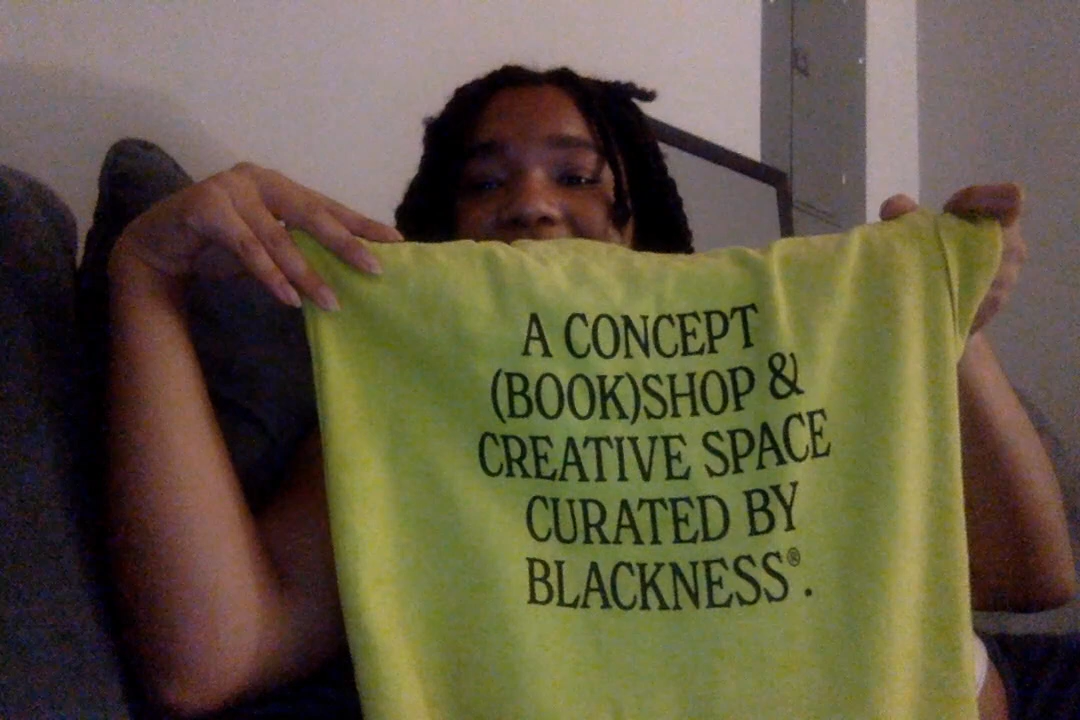 A CONCEPT
(BOOK)SHOP &
CREATIVE SPACE
CURATED BY
BLACKNESS®.